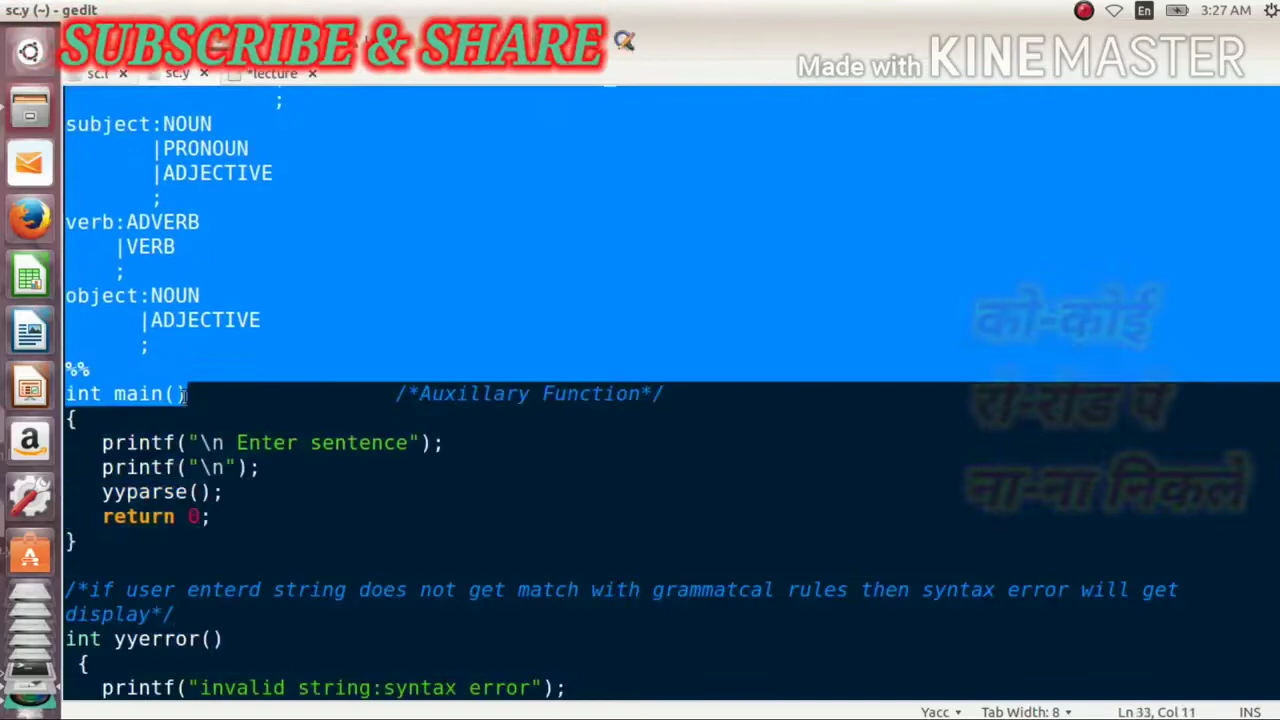 sc.y (~) - gedit
En
3:27 AM
SUBSCRIBE & SHARE
Made with KINEMASTER
sc.l × sc.y × *lecture ×
;
subject:NOUN
|PRONOUN
|ADJECTIVE
;
verb:ADVERB
|VERB
;
object:NOUN
|ADJECTIVE
;
%%
int main() /*Auxillary Function*/
{
printf("\n Enter sentence");
printf("\n");
yyparse();
return 0;
}
/*if user enterd string does not get match with grammatcal rules then syntax error will get
display*/
int yyerror()
{
printf("invalid string:syntax error");
को=कोई
रो=रोड पे
ना=ना निकले
Yacc Tab Width: 8 Ln 33, Col 11 INS